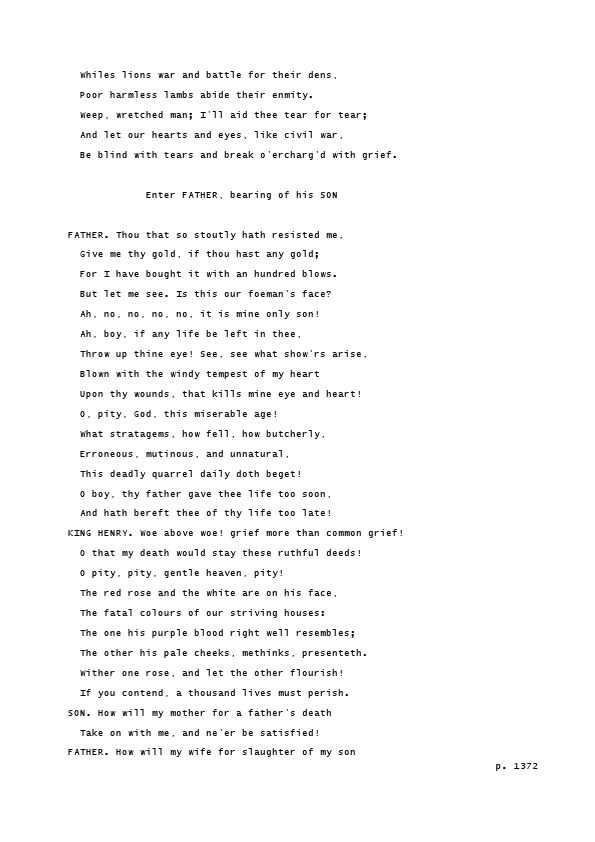 Whiles lions war and battle for their dens,
Poor harmless lambs abide their enmity.
Weep, wretched man; I'll aid thee tear for tear;
And let our hearts and eyes, like civil war,
Be blind with tears and break o'ercharg'd with grief.
Enter FATHER, bearing of his SON
FATHER. Thou that so stoutly hath resisted me,
Give me thy gold, if thou hast any gold;
For I have bought it with an hundred blows.
But let me see. Is this our foeman's face?
Ah, no, no, no, no, it is mine only son!
Ah, boy, if any life be left in thee,
Throw up thine eye! See, see what show'rs arise,
Blown with the windy tempest of my heart
Upon thy wounds, that kills mine eye and heart!
O, pity, God, this miserable age!
What stratagems, how fell, how butcherly,
Erroneous, mutinous, and unnatural,
This deadly quarrel daily doth beget!
O boy, thy father gave thee life too soon,
And hath bereft thee of thy life too late!
KING HENRY. Woe above woe! grief more than common grief!
O that my death would stay these ruthful deeds!
O pity, pity, gentle heaven, pity!
The red rose and the white are on his face,
The fatal colours of our striving houses:
The one his purple blood right well resembles;
The other his pale cheeks, methinks, presenteth.
Wither one rose, and let the other flourish!
If you contend, a thousand lives must perish.
SON. How will my mother for a father's death
Take on with me, and ne'er be satisfied!
FATHER. How will my wife for slaughter of my son
p. 1372